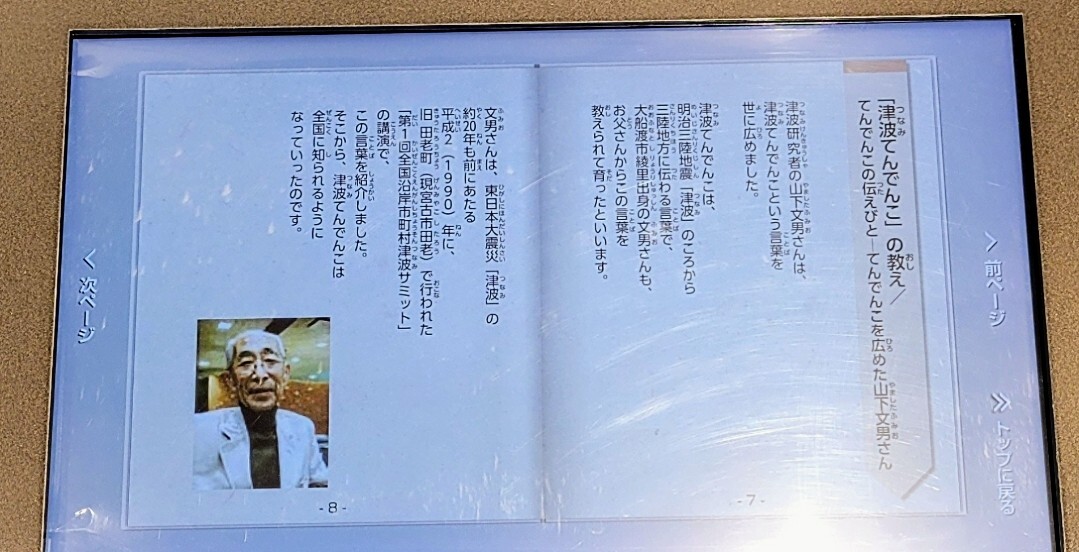 「津波てんでんこ」の教え／
てんでんこの伝えびと―てんでんこを広めた山下文男さん
津波研究者の山下文男さんは、
津波てんでんこという言葉を
世に広めました。
津波てんでんこは、
明治三陸地震「津波」のころから
三陸地方に伝わる言葉で、
大船渡市綾里出身の文男さんも、
お父さんからこの言葉を
教えられて育ったといいます。
-7-
文男さんは、東日本大震災「津波」の
約20年も前にあたる
平成2（1990）年に、
旧田老町（現宮古市田老）で行われた
「第1回全国沿岸市町村津波サミット」
の講演で、
この言葉を紹介しました。
そこから、津波てんでんこは
全国に知られるように
なっていったのです。
-8-
＞前ページ
≫トップに戻る
＜次ページ